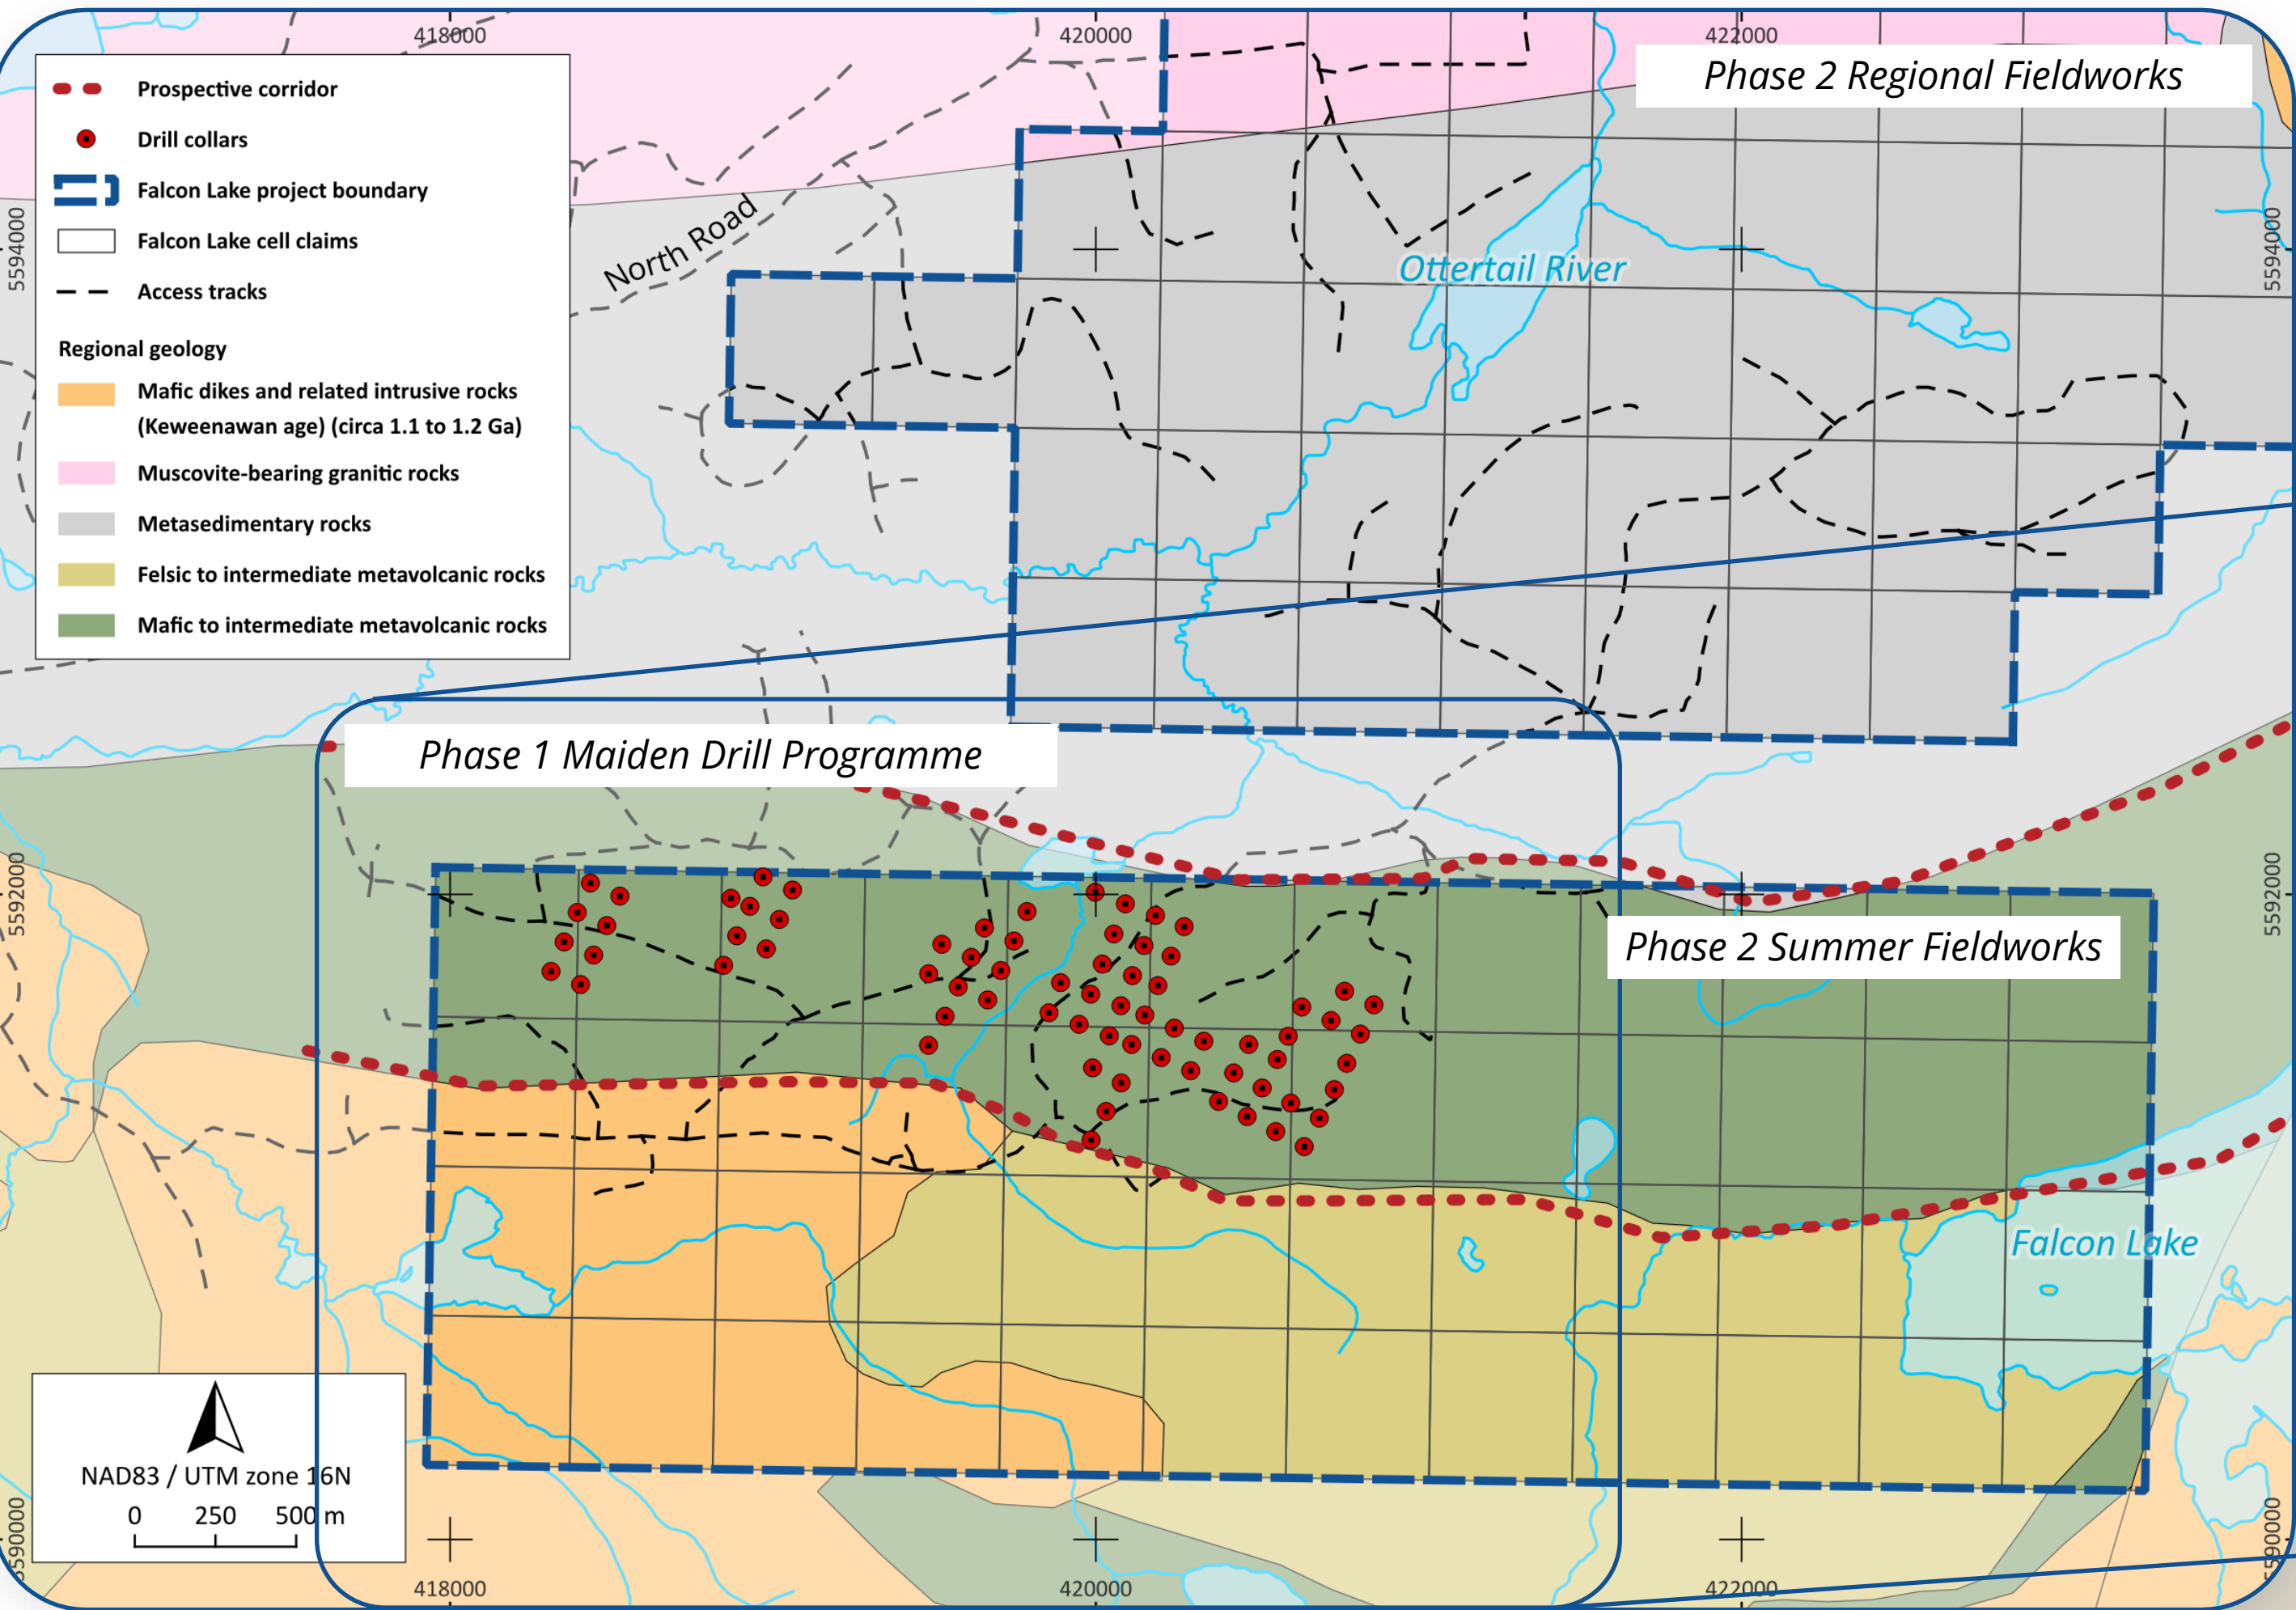 418000
420000
422000
Phase 2 Regional Fieldworks
Prospective corridor
Drill collars
Falcon Lake project boundary
Falcon Lake cell claims
Access tracks
Regional geology
Mafic dikes and related intrusive rocks
(Keweenawan age) (circa 1.1 to 1.2 Ga)
Muscovite-bearing granitic rocks
Metasedimentary rocks
Felsic to intermediate metavolcanic rocks
Mafic to intermediate metavolcanic rocks
5594000
5594000
North Road
Ottertail River
Phase 1 Maiden Drill Programme
5592000
5592000
Phase 2 Summer Fieldworks
Falcon Lake
NAD83 / UTM zone 16N
0 250 500 m
5590000
5590000
418000
420000
422000